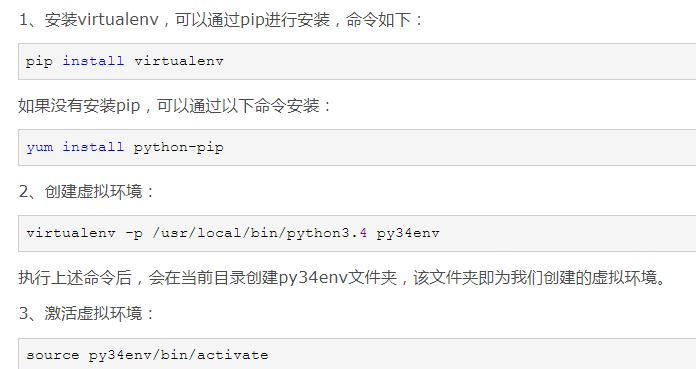 1、安装virtualenv，可以通过pip进行安装，命令如下：
pip install virtualenv
如果没有安装pip，可以通过以下命令安装：
yum install python-pip
2、创建虚拟环境：
virtualenv -p /usr/local/bin/python3.4 py34env
执行上述命令后，会在当前目录创建py34env文件夹，该文件夹即为我们创建的虚拟环境。
3、激活虚拟环境：
source py34env/bin/activate